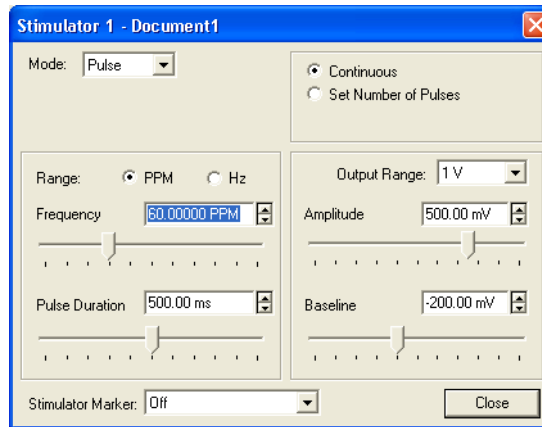 Stimulator 1 - Document1
Mode: Pulse
Continuous
Set Number of Pulses
Range: PPM Hz
Frequency 60.00000 PPM
Pulse Duration 500.00 ms
Output Range: 1 V
Amplitude 500.00 mV
Baseline -200.00 mV
Stimulator Marker: Off
Close